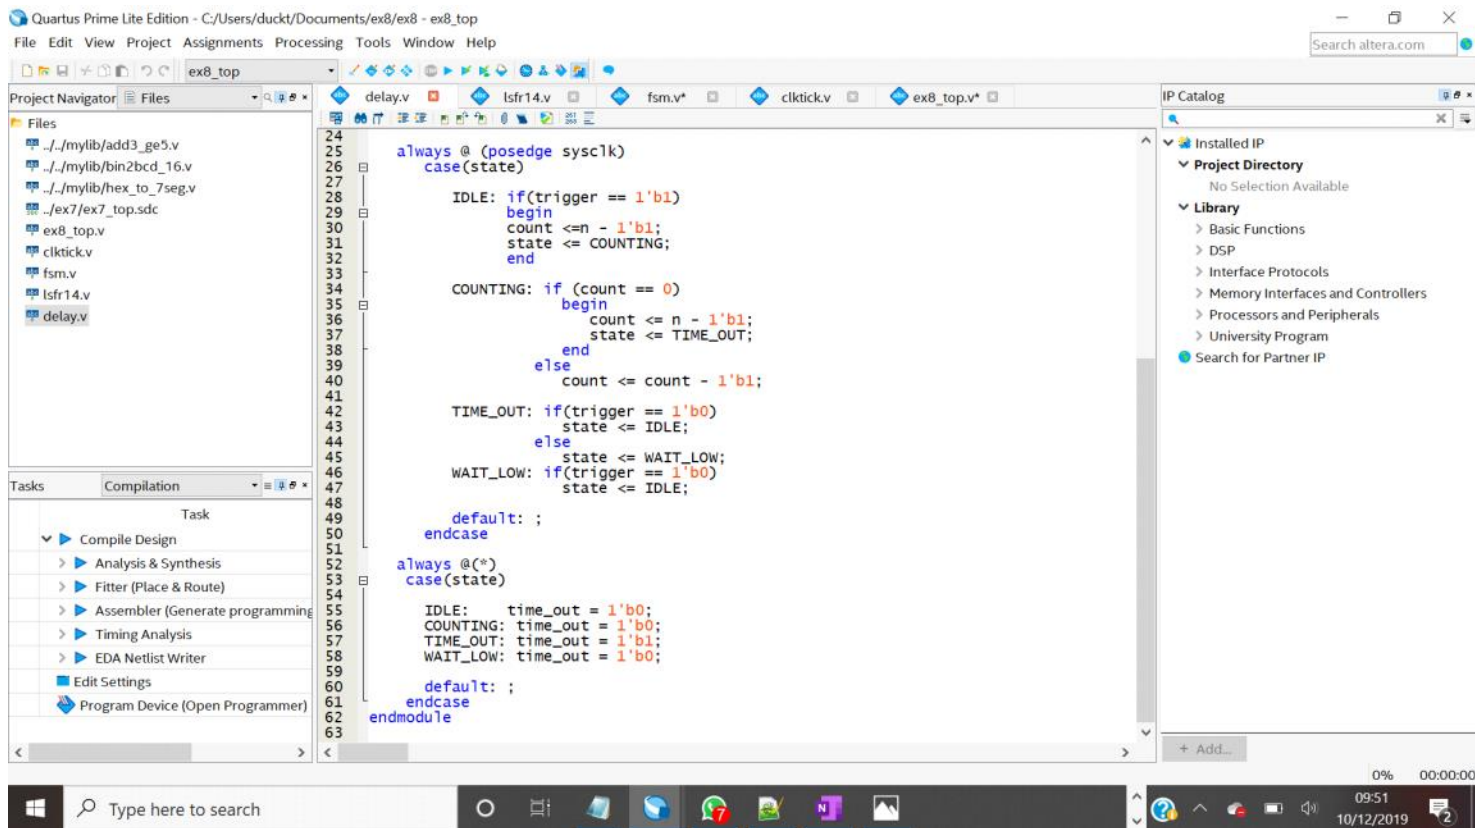 Quartus Prime Lite Edition - C:/Users/duckt/Documents/ex8/ex8 - ex8_top
File Edit View Project Assignments Processing Tools Window Help
Search altera.com
ex8_top
Project Navigator Files
delay.v lsfr14.v fsm.v* clktick.v ex8_top.v*
IP Catalog
Files
../../mylib/add3_ge5.v
../../mylib/bin2bcd_16.v
../../mylib/hex_to_7seg.v
../ex7/ex7_top.sdc
ex8_top.v
clktick.v
fsm.v
lsfr14.v
delay.v
Tasks Compilation
Task
Compile Design
Analysis & Synthesis
Fitter (Place & Route)
Assembler (Generate programming
Timing Analysis
EDA Netlist Writer
Edit Settings
Program Device (Open Programmer)
24
25 always @ (posedge sysclk)
26 case(state)
27
28 IDLE: if(trigger == 1'b1)
29 begin
30 count <=n - 1'b1;
31 state <= COUNTING;
32 end
33
34 COUNTING: if (count == 0)
35 begin
36 count <= n - 1'b1;
37 state <= TIME_OUT;
38 end
39 else
40 count <= count - 1'b1;
41
42 TIME_OUT: if(trigger == 1'b0)
43 state <= IDLE;
44 else
45 state <= WAIT_LOW;
46 WAIT_LOW: if(trigger == 1'b0)
47 state <= IDLE;
48
49 default: ;
50 endcase
51
52 always @(*)
53 case(state)
54
55 IDLE: time_out = 1'b0;
56 COUNTING: time_out = 1'b0;
57 TIME_OUT: time_out = 1'b1;
58 WAIT_LOW: time_out = 1'b0;
59
60 default: ;
61 endcase
62 endmodule
63
Installed IP
Project Directory
No Selection Available
Library
Basic Functions
DSP
Interface Protocols
Memory Interfaces and Controllers
Processors and Peripherals
University Program
Search for Partner IP
+ Add...
0% 00:00:00
Type here to search
7
N
09:51
10/12/2019
2